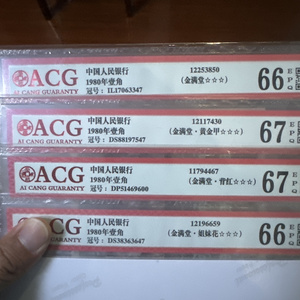 ACG
AI CANG GUARANTY
中国人民银行
1980年壹角
冠号：IL17063347
12253850
(金满堂☆☆☆)
66 EPQ
ACG
AI CANG GUARANTY
中国人民银行
1980年壹角
冠号：DS88197547
12117430
(金满堂·黄金甲☆☆☆)
67 EPQ
ACG
AI CANG GUARANTY
中国人民银行
1980年壹角
冠号：DP51469600
11794467
(金满堂·背红☆☆☆)
67 EPQ
ACG
GUARANTY
中国人民银行
1980年壹角
冠号：DS38363647
12196659
(金满堂·姐妹花☆☆☆)
66 EPQ